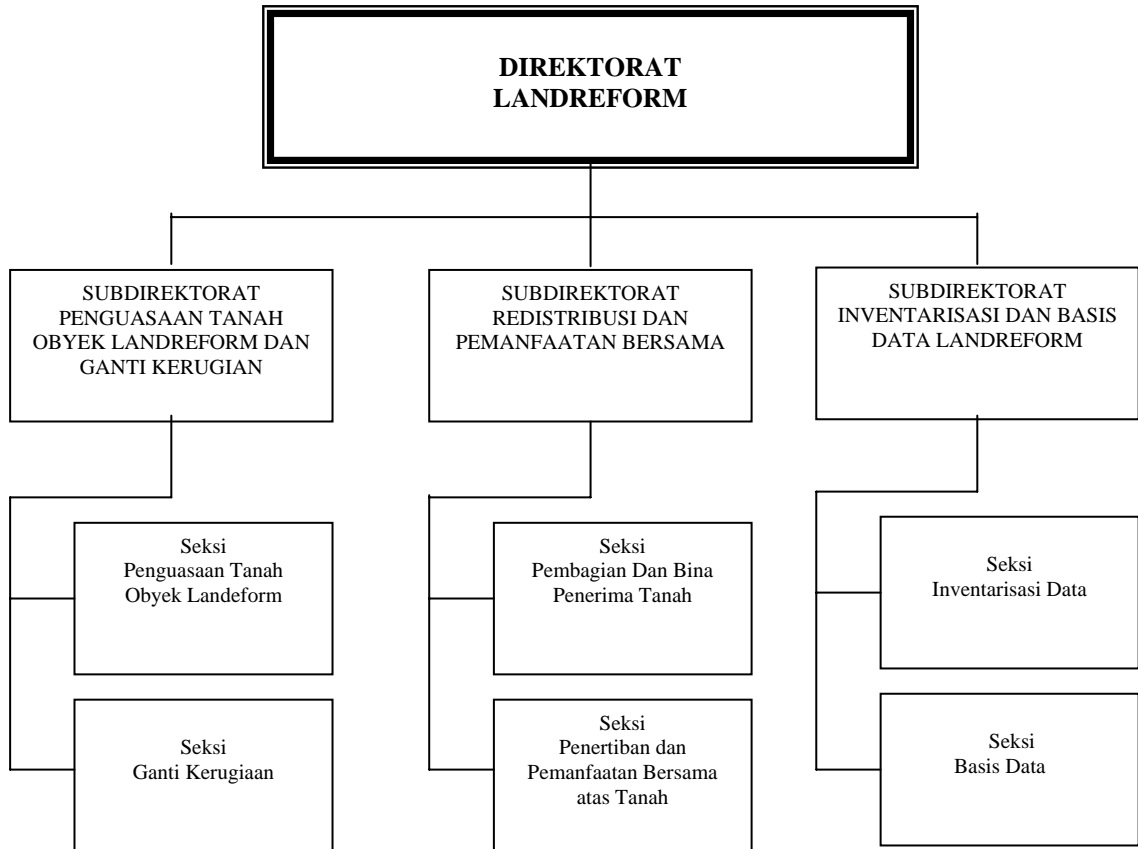 DIREKTORAT
LANDREFORM
SUBDIREKTORAT
PENGUASAAN TANAH
OBYEK LANDREFORM DAN
GANTI KERUGIAN
SUBDIREKTORAT
REDISTRIBUSI DAN
PEMANFAATAN BERSAMA
SUBDIREKTORAT
INVENTARISASI DAN BASIS
DATA LANDREFORM
Seksi
Penguasaan Tanah
Obyek Landeform
Seksi
Pembagian Dan Bina
Penerima Tanah
Seksi
Inventarisasi Data
Seksi
Ganti Kerugiaan
Seksi
Penertiban dan
Pemanfaatan Bersama
atas Tanah
Seksi
Basis Data